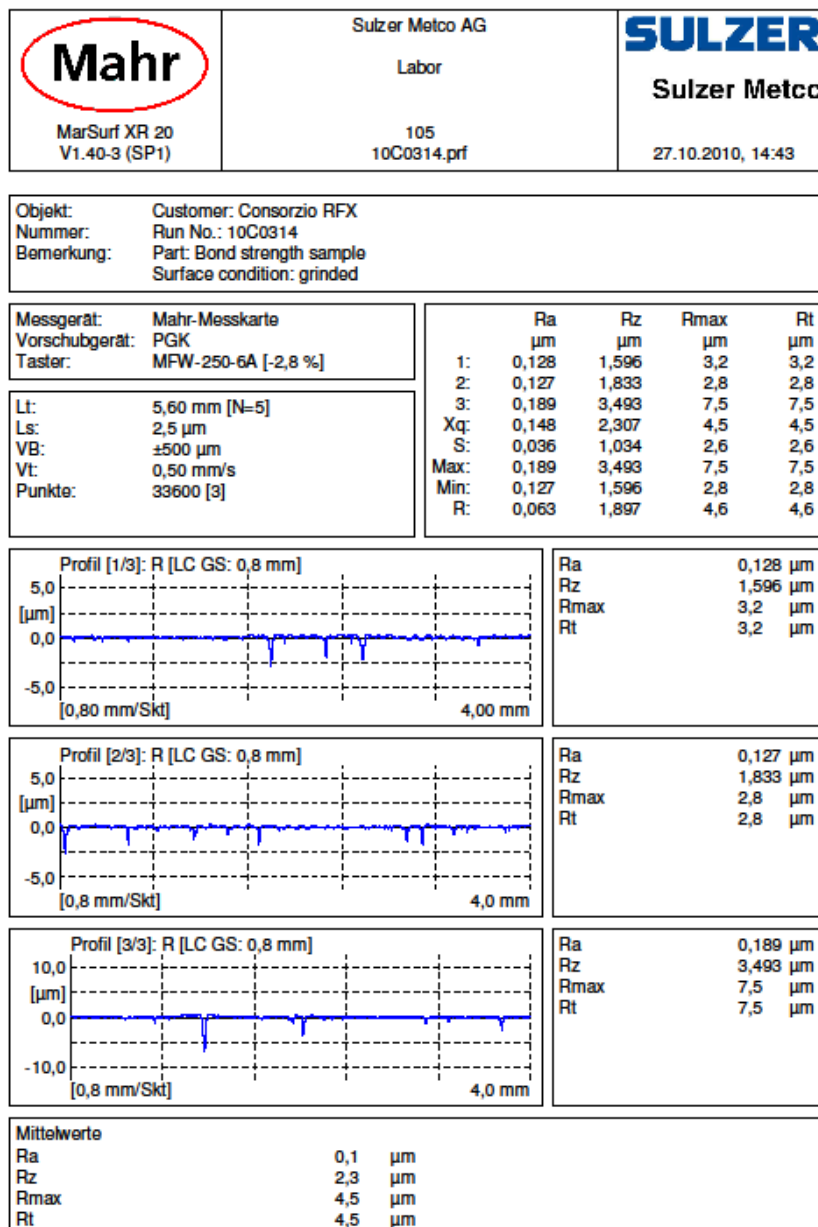 Mahr
MarSurf XR 20
V1.40-3 (SP1)
Sulzer Metco AG
Labor
105
10C0314.prf
SULZER
Sulzer Metco
27.10.2010, 14:43
Objekt: Customer: Consorzio RFX
Nummer: Run No.: 10C0314
Bemerkung: Part: Bond strength sample
Surface condition: grinded
Messgerät: Mahr-Messkarte
Vorschubgerät: PGK
Taster: MFW-250-6A [-2,8 %]
Lt: 5,60 mm [N=5]
Ls: 2,5 µm
VB: ±500 µm
Vt: 0,50 mm/s
Punkte: 33600 [3]
Ra Rz Rmax Rt
µm µm µm µm
1: 0,128 1,596 3,2 3,2
2: 0,127 1,833 2,8 2,8
3: 0,189 3,493 7,5 7,5
Xq: 0,148 2,307 4,5 4,5
S: 0,036 1,034 2,6 2,6
Max: 0,189 3,493 7,5 7,5
Min: 0,127 1,596 2,8 2,8
R: 0,063 1,897 4,6 4,6
Profil [1/3]: R [LC GS: 0,8 mm]
5,0
[µm]
0,0
-5,0
[0,80 mm/Skt] 4,00 mm
Ra 0,128 µm
Rz 1,596 µm
Rmax 3,2 µm
Rt 3,2 µm
Profil [2/3]: R [LC GS: 0,8 mm]
5,0
[µm]
0,0
-5,0
[0,8 mm/Skt] 4,0 mm
Ra 0,127 µm
Rz 1,833 µm
Rmax 2,8 µm
Rt 2,8 µm
Profil [3/3]: R [LC GS: 0,8 mm]
10,0
[µm]
0,0
-10,0
[0,8 mm/Skt] 4,0 mm
Ra 0,189 µm
Rz 3,493 µm
Rmax 7,5 µm
Rt 7,5 µm
Mittelwerte
Ra 0,1 µm
Rz 2,3 µm
Rmax 4,5 µm
Rt 4,5 µm